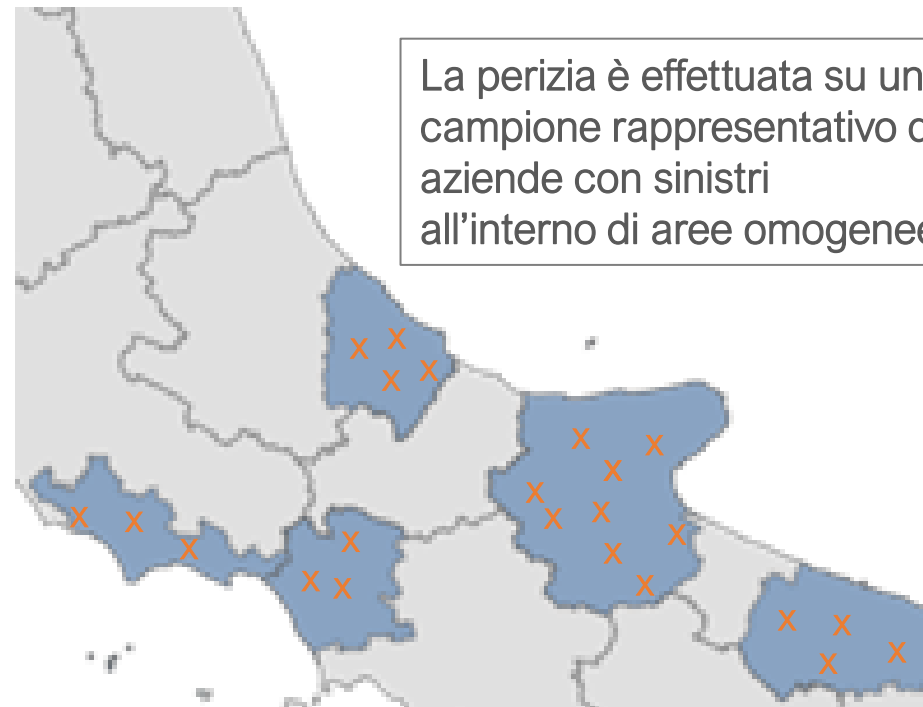 La perizia è effettuata su un
campione rappresentativo
aziende con sinistri
all'interno di aree omogenee
x x
x x
x x
x
x x
x
x x
x x
x
x
x x
x
x x
x x